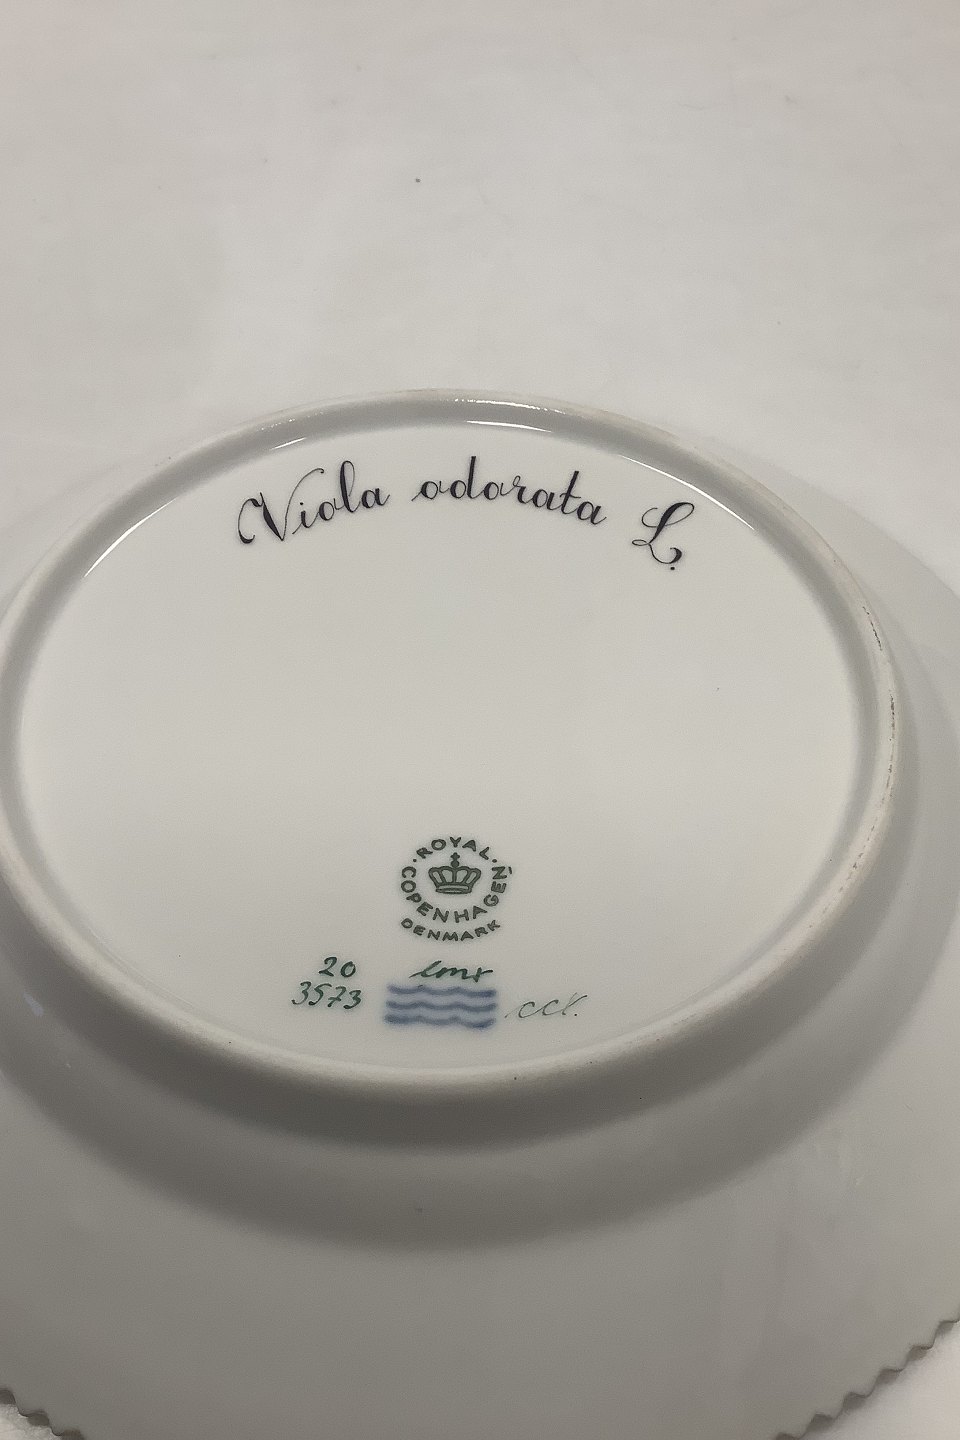 Viola odorata L.
ROYAL COPENHAGEN
DENMARK
20
3573